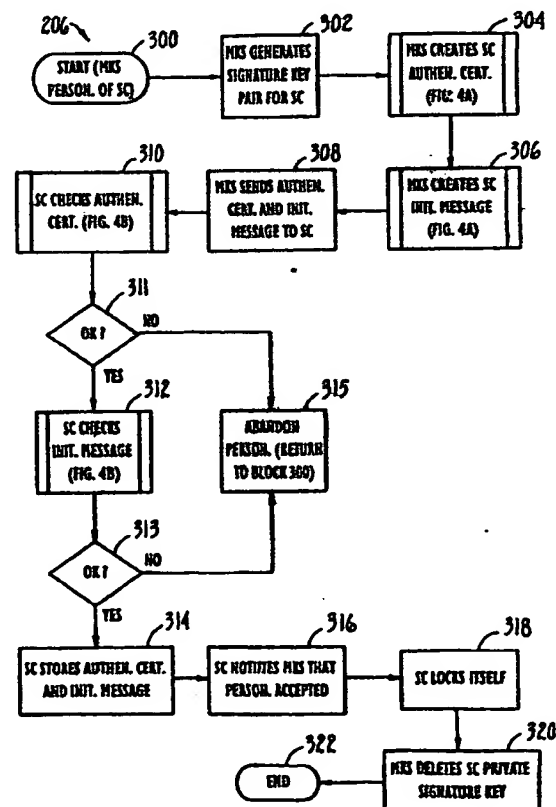 206
300
START (MKS
PERSON. OF SC)
302
MKS GENERATES
SIGNATURE KEY
PAIR FOR SC
304
MKS CREATES SC
AUTHEN. CERT.
(FIG. 4A)
310
SC CHECKS AUTHEN.
CERT. (FIG. 4B)
308
MKS SENDS AUTHEN.
CERT. AND INIT.
MESSAGE TO SC
306
MKS CREATES SC
INIT. MESSAGE
(FIG. 4A)
311
OK?
NO
YES
312
SC CHECKS
INIT. MESSAGE
(FIG. 4B)
315
ABANDON
PERSON. (RETURN
TO BLOCK 300)
313
OK?
NO
YES
314
SC STORES AUTHEN. CERT.
AND INIT. MESSAGE
316
SC NOTIFIES MKS THAT
PERSON. ACCEPTED
318
SC LOCKS ITSELF
322
END
320
MKS DELETES SC PRIVATE
SIGNATURE KEY